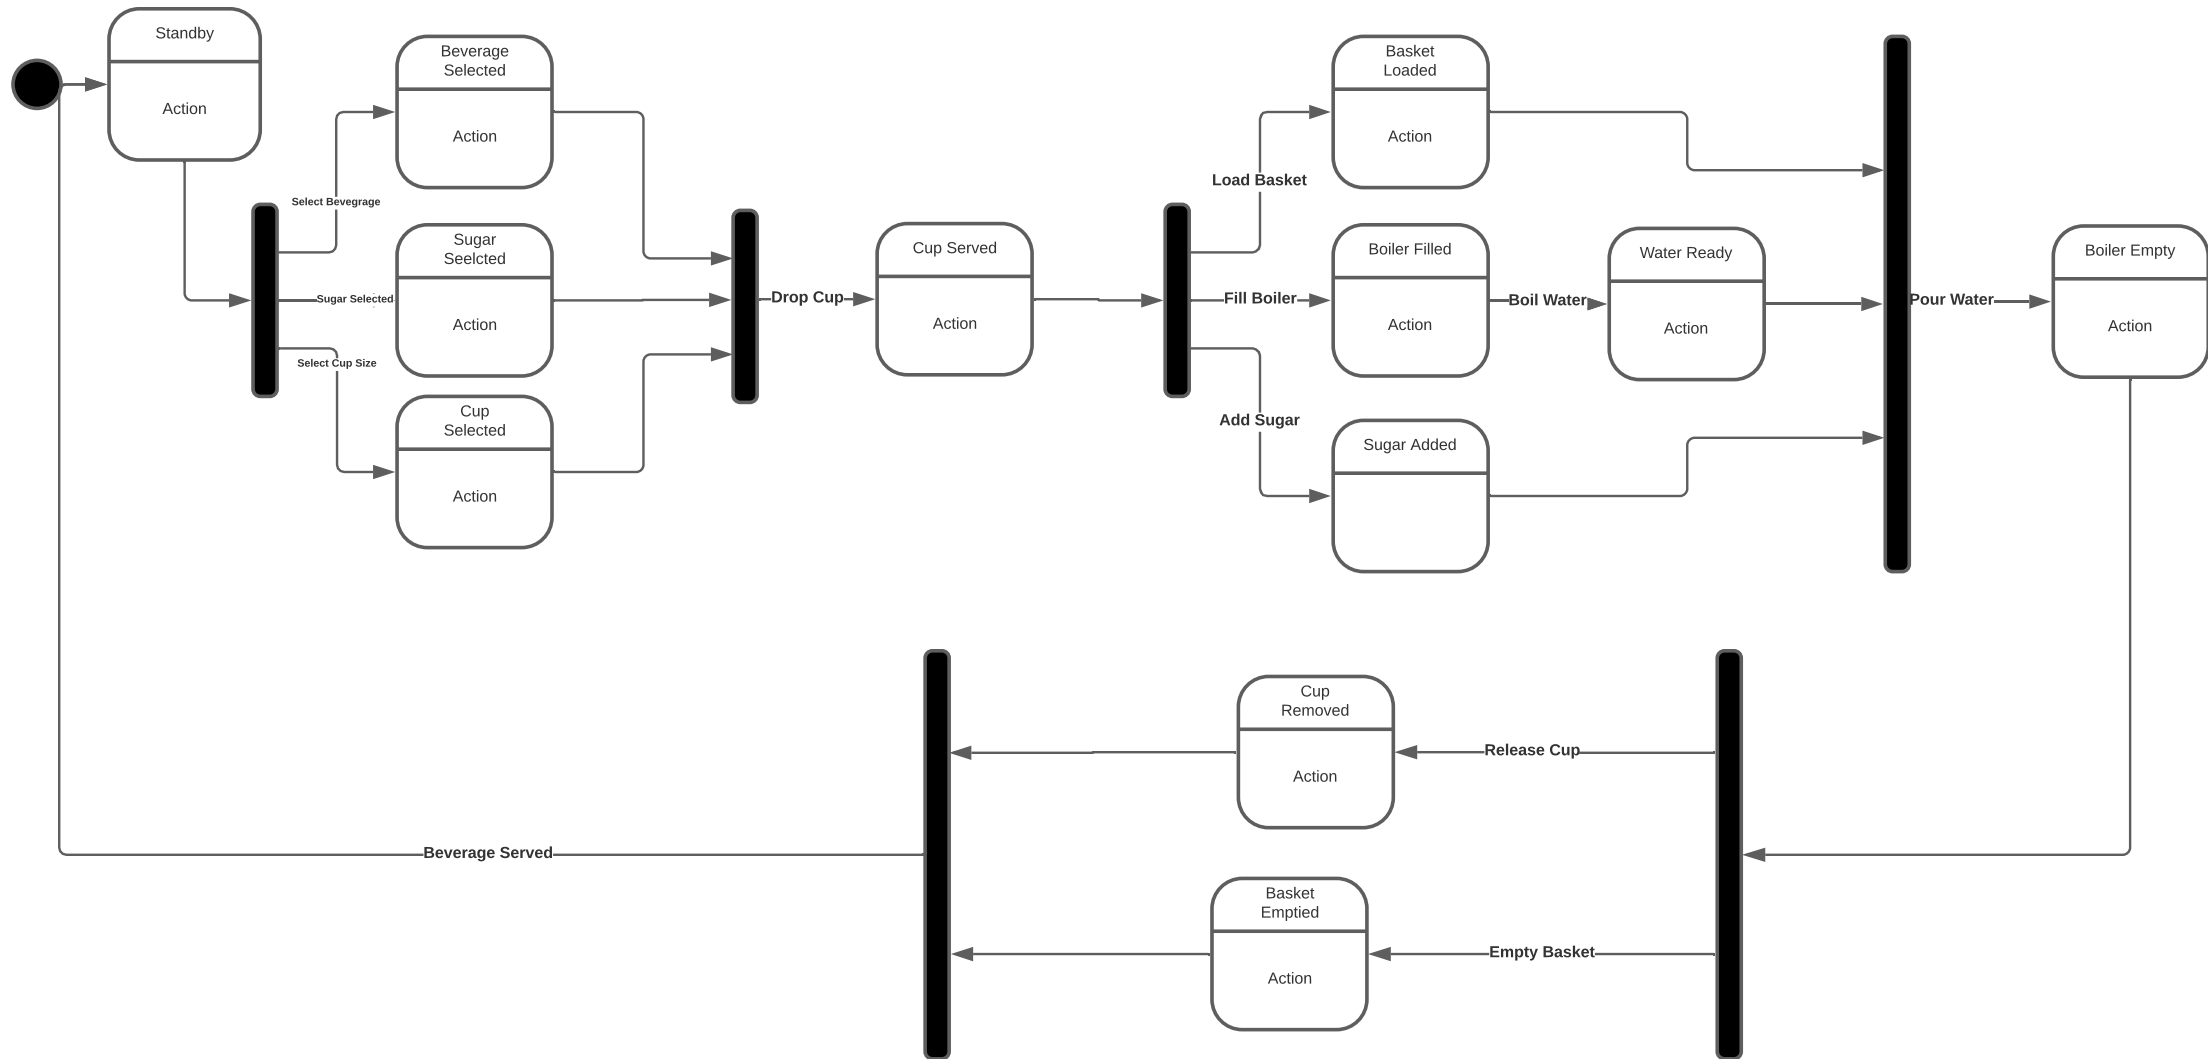 Standby
Action
Beverage
Selected
Action
Select Bevegrage
Sugar
Seelcted
Action
Sugar Selected
Select Cup Size
Cup
Selected
Action
Drop Cup
Cup Served
Action
Load Basket
Basket
Loaded
Action
Fill Boiler
Boiler Filled
Action
Boil Water
Water Ready
Action
Add Sugar
Sugar Added
Pour Water
Boiler Empty
Action
Release Cup
Cup
Removed
Action
Empty Basket
Basket
Emptied
Action
Beverage Served